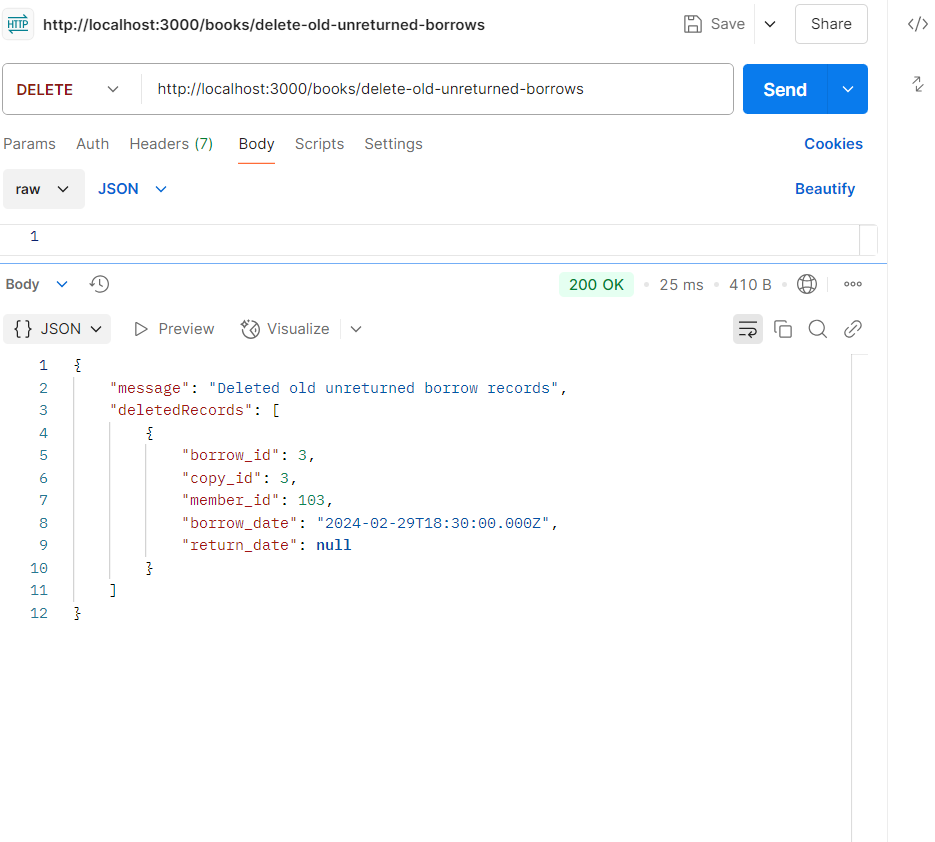 HTTP http://localhost:3000/books/delete-old-unreturned-borrows Save Share </>
DELETE http://localhost:3000/books/delete-old-unreturned-borrows Send
Params Auth Headers (7) Body Scripts Settings Cookies
raw JSON Beautify
1
Body 200 OK 25 ms 410 B
{} JSON Preview Visualize
1 {
2 "message": "Deleted old unreturned borrow records",
3 "deletedRecords": [
4 {
5 "borrow_id": 3,
6 "copy_id": 3,
7 "member_id": 103,
8 "borrow_date": "2024-02-29T18:30:00.000Z",
9 "return_date": null
10 }
11 ]
12 }